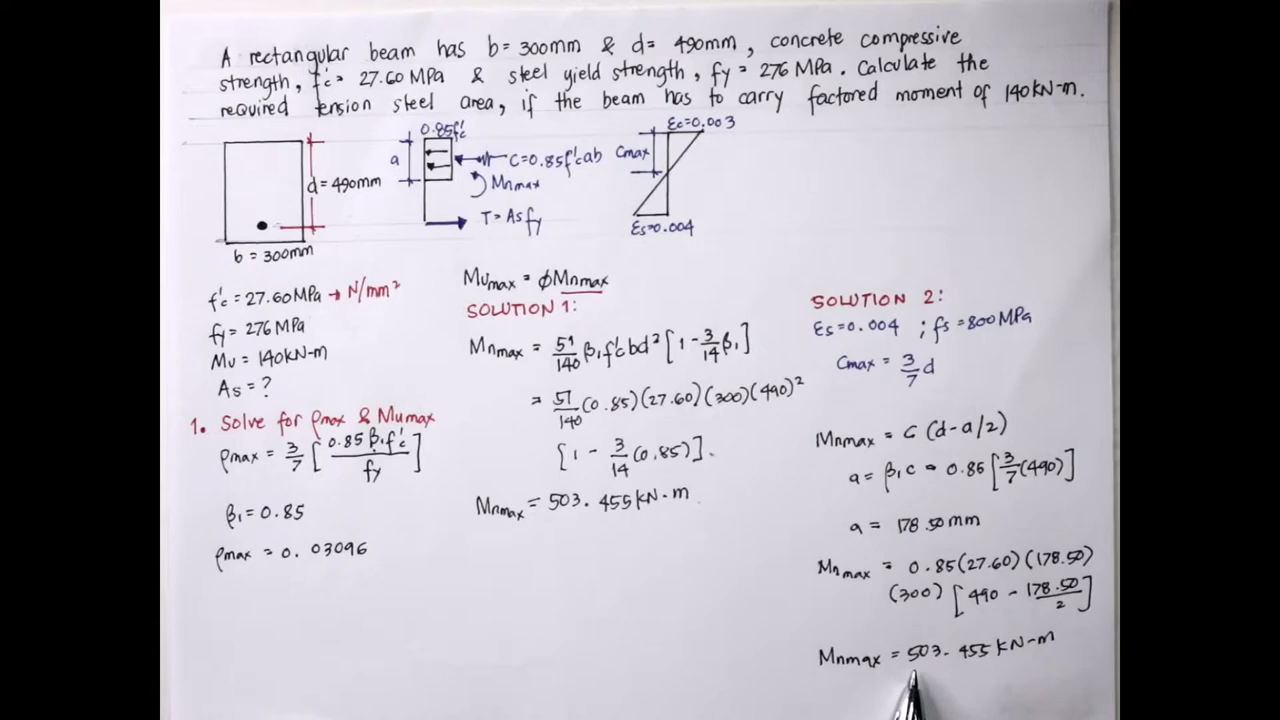 A rectangular beam has b= 300mm & d= 490mm, concrete compressive
strength, f'c= 27.60 MPa & steel yield strength, fy = 276 MPa. Calculate the
required tension steel area, if the beam has to carry factored moment of 140kN-m.
d = 490mm
b = 300mm
0.85f'c
a
C=0.85f'cab
Mnmax
T= Asfy
εc=0.003
Cmax
εs=0.004
f'c = 27.60MPa → N/mm²
fy = 276 MPa
Mu = 140kN-m
As = ?
1. Solve for ρmax & Mumax
ρmax = 3/7 [0.85 β1f'c / fy]
β1 = 0.85
ρmax = 0.03096
Mumax = ϕMnmax
SOLUTION 1:
Mnmax = 51/140 β1f'cbd² [1 - 3/14 β1]
= 51/140 (0.85)(27.60)(300)(490)²
[1 - 3/14 (0.85)].
Mnmax = 503.455kN-m
SOLUTION 2:
εs=0.004 ; fs=800MPa
Cmax = 3/7 d
Mnmax = C (d-a/2)
a = β1c = 0.85 [3/7 (490)]
a = 178.50mm
Mnmax = 0.85(27.60)(178.50)
(300) [490 - 178.50/2]
Mnmax = 503.455kN-m